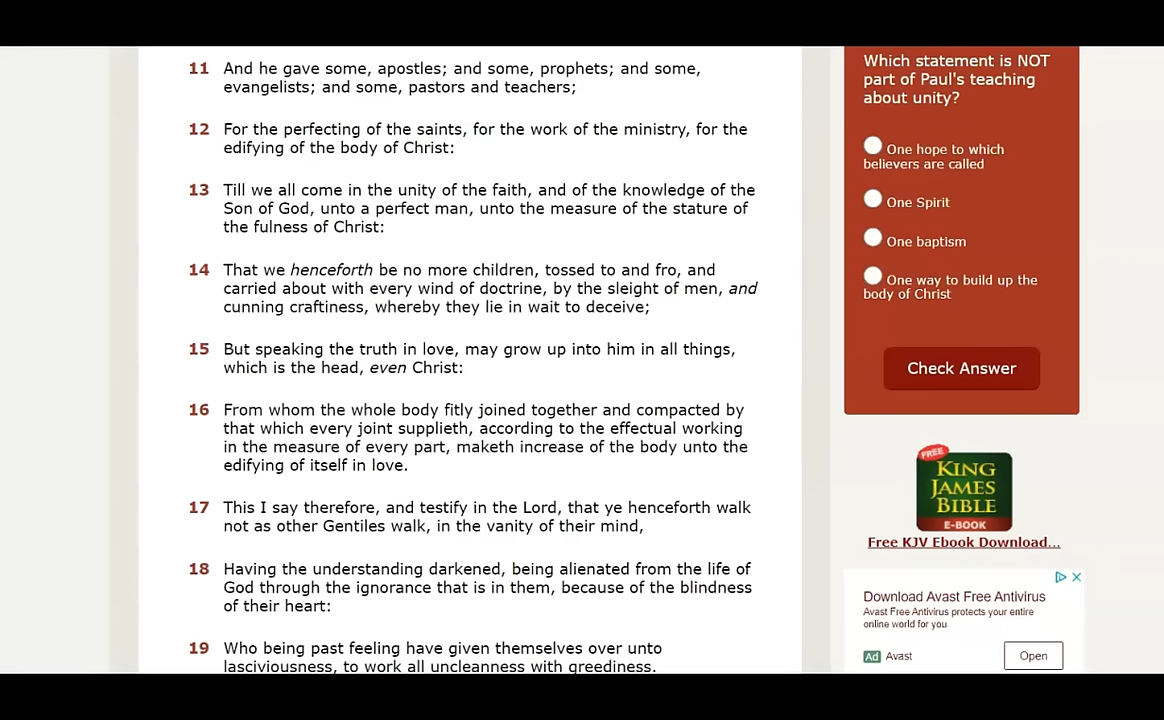 11 And he gave some, apostles; and some, prophets; and some,
evangelists; and some, pastors and teachers;
12 For the perfecting of the saints, for the work of the ministry, for the
edifying of the body of Christ:
13 Till we all come in the unity of the faith, and of the knowledge of the
Son of God, unto a perfect man, unto the measure of the stature of
the fulness of Christ:
14 That we henceforth be no more children, tossed to and fro, and
carried about with every wind of doctrine, by the sleight of men, and
cunning craftiness, whereby they lie in wait to deceive;
15 But speaking the truth in love, may grow up into him in all things,
which is the head, even Christ:
16 From whom the whole body fitly joined together and compacted by
that which every joint supplieth, according to the effectual working
in the measure of every part, maketh increase of the body unto the
edifying of itself in love.
17 This I say therefore, and testify in the Lord, that ye henceforth walk
not as other Gentiles walk, in the vanity of their mind,
18 Having the understanding darkened, being alienated from the life of
God through the ignorance that is in them, because of the blindness
of their heart:
19 Who being past feeling have given themselves over unto
lasciviousness, to work all uncleanness with greediness.
Which statement is NOT
part of Paul's teaching
about unity?
One hope to which
believers are called
One Spirit
One baptism
One way to build up the
body of Christ
Check Answer
FREE
KING
JAMES
BIBLE
E-BOOK
Free KJV Ebook Download...
Download Avast Free Antivirus
Avast Free Antivirus protects your entire
online world for you.
Ad Avast
Open